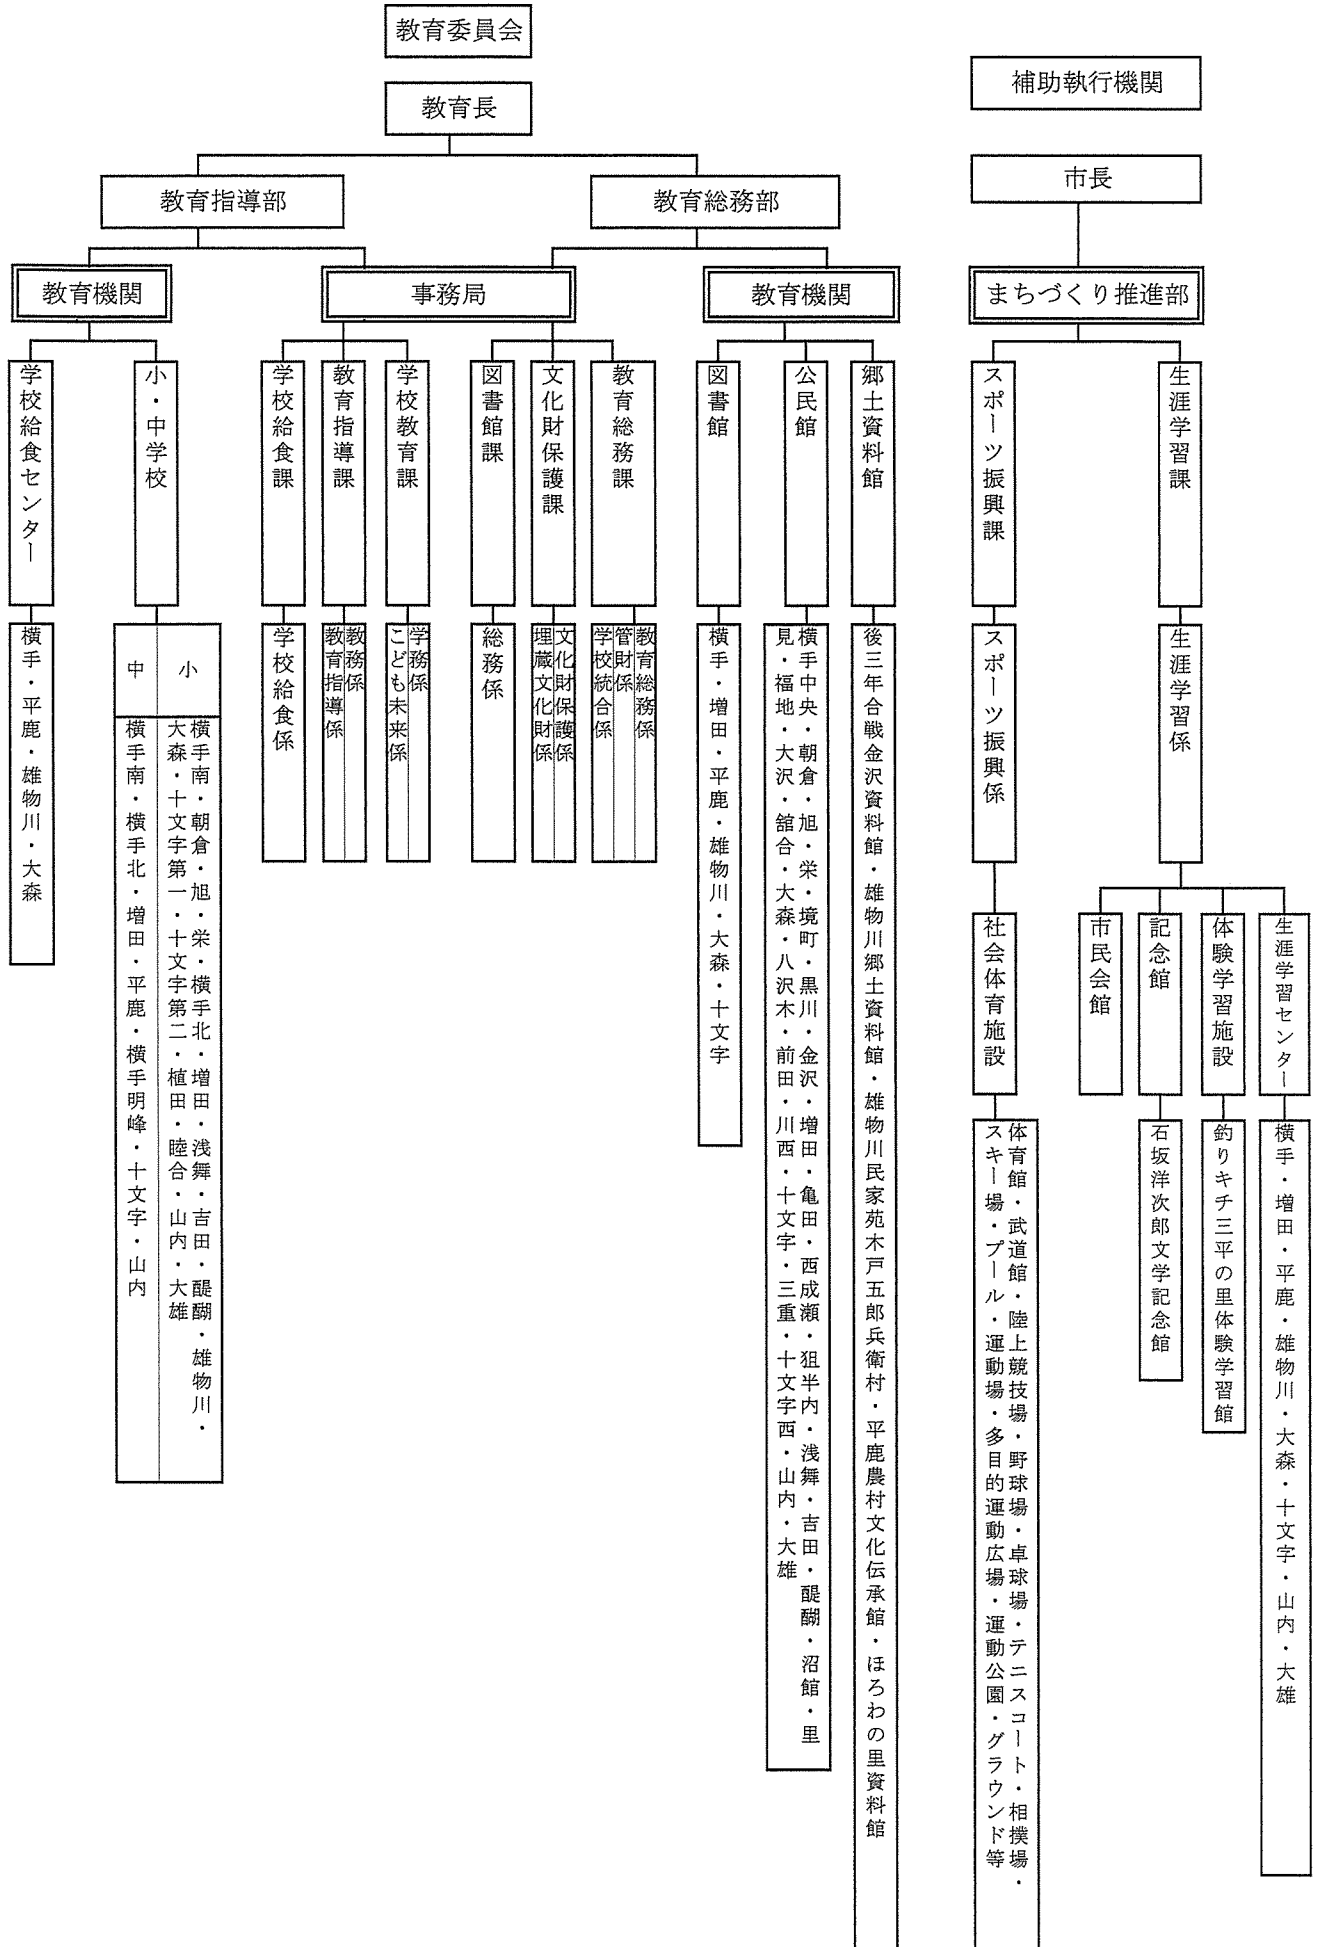 教育委員会
教育長
補助執行機関
市長
教育指導部
教育総務部
教育機関
事務局
教育機関
まちづくり推進部
学校給食センター
小・中学校
学校給食課
教育指導課
学校教育課
図書館課
文化財保護課
教育総務課
図書館
公民館
郷土資料館
スポーツ振興課
生涯学習課
横手・平鹿・雄物川・大森
小
横手南・朝倉・旭・栄・横手北・増田・浅舞・吉田・醍醐・雄物川・
大森・十文字第一・十文字第二・植田・睦合・山内・大雄
中
横手南・横手北・増田・平鹿・横手明峰・十文字・山内
学校給食係
教務係
教育指導係
学務係
こども未来係
総務係
文化財保護係
埋蔵文化財係
教育総務係
管財係
学校統合係
横手・増田・平鹿・雄物川・大森・十文字
横手中央・朝倉・旭・栄・境町・黒川・金沢・増田・亀田・西成瀬・狙半内・浅舞・吉田・醍醐・沼館・里
見・福地・大沢・舘合・大森・八沢木・前田・川西・十文字・三重・十文字西・山内・大雄
後三年合戦金沢資料館・雄物川郷土資料館・雄物川民家苑木戸五郎兵衛村・平鹿農村文化伝承館・ほろわの里資料館
スポーツ振興係
生涯学習係
社会体育施設
市民会館
記念館
体験学習施設
生涯学習センター
体育館・武道館・陸上競技場・野球場・卓球場・テニスコート・相撲場・
スキー場・プール・運動場・多目的運動広場・運動公園・グラウンド等
石坂洋次郎文学記念館
釣りキチ三平の里体験学習館
横手・増田・平鹿・雄物川・大森・十文字・山内・大雄